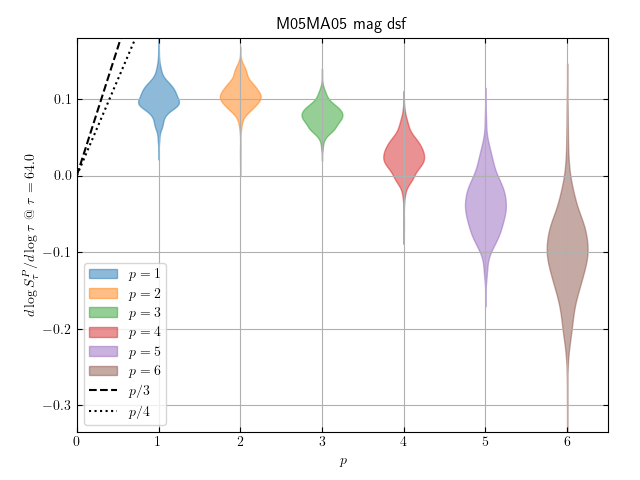 M05MA05 mag dsf
d log S_τ^p / d log τ @ τ = 64.0
0.1
0.0
−0.1
−0.2
−0.3
p = 1
p = 2
p = 3
p = 4
p = 5
p = 6
p/3
p/4
0 1 2 3 4 5 6
p